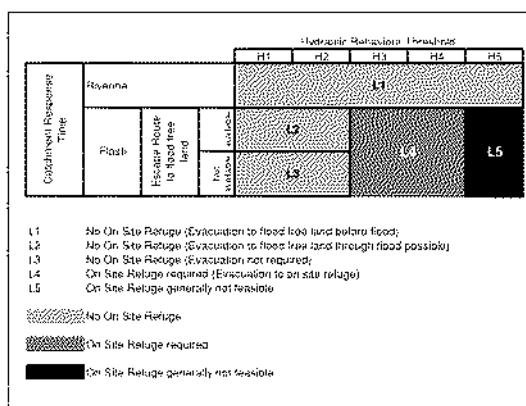 Hydraulic Behaviour Threshold
H1 H2 H3 H4 H5
Catchment Response Time
Riverine
L1
Flash
Escape Route to flood free land
available
L2
L4
L5
Not available
L3
L1 No On Site Refuge (Evacuation to flood free land before flood)
L2 No On Site Refuge (Evacuation to flood free land through flood possible)
L3 No On Site Refuge (Evacuation not required)
L4 On Site Refuge required (Evacuation to on site refuge)
L5 On Site Refuge generally not feasible
No On Site Refuge
On Site Refuge required
On Site Refuge generally not feasible